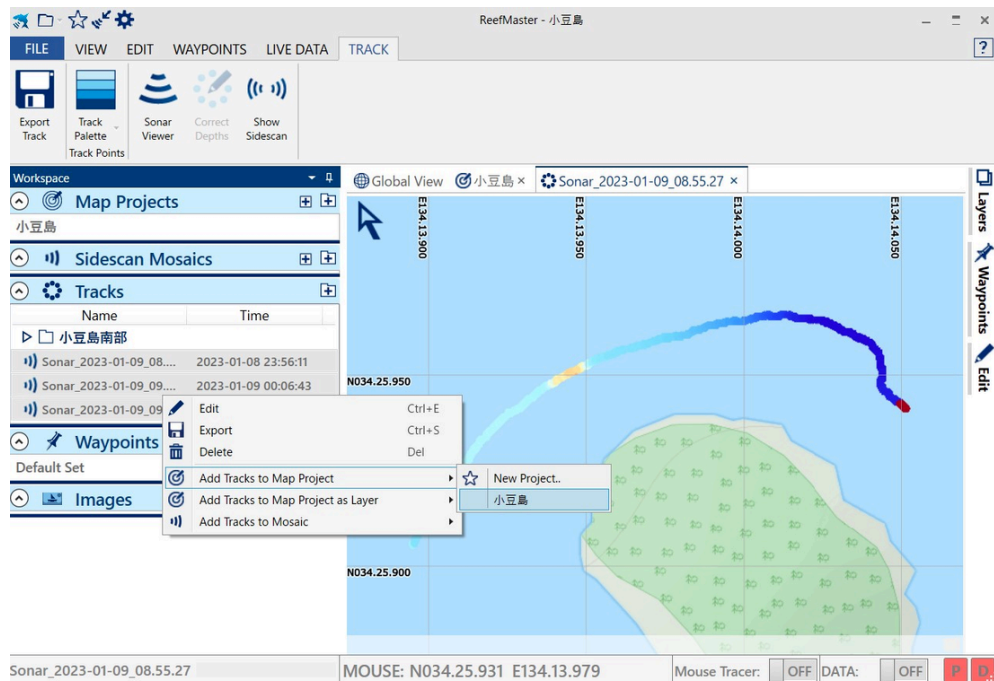 ReefMaster - 小豆島
FILE VIEW EDIT WAYPOINTS LIVE DATA TRACK ?
Export Track
Track Palette
Sonar Viewer
Correct Depths
Show Sidescan
Track Points
Workspace
Map Projects
小豆島
Sidescan Mosaics
Tracks
Name Time
小豆島南部
Sonar_2023-01-09_08.... 2023-01-08 23:56:11
Sonar_2023-01-09_09.... 2023-01-09 00:06:43
Sonar_2023-01-09_09
Waypoints
Default Set
Images
Edit Ctrl+E
Export Ctrl+S
Delete Del
Add Tracks to Map Project
Add Tracks to Map Project as Layer
Add Tracks to Mosaic
New Project..
小豆島
Global View 小豆島 × Sonar_2023-01-09_08.55.27 ×
E134.13.900
E134.13.950
E134.14.000
E134.14.050
N034.25.950
N034.25.900
Layers
Waypoints
Edit
Sonar_2023-01-09_08.55.27
MOUSE: N034.25.931 E134.13.979
Mouse Tracer: OFF DATA: OFF P D